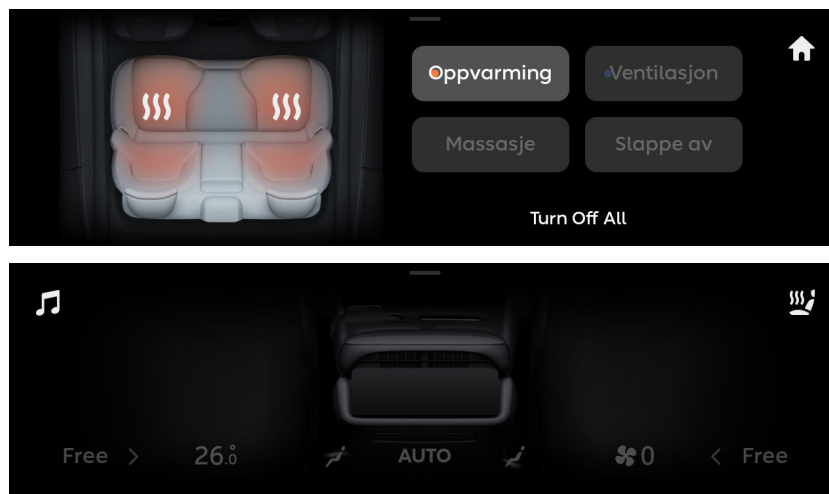 Oppvarming
Ventilasjon
Massasje
Slappe av
Turn Off All
Free > 26.0° AUTO 0 < Free